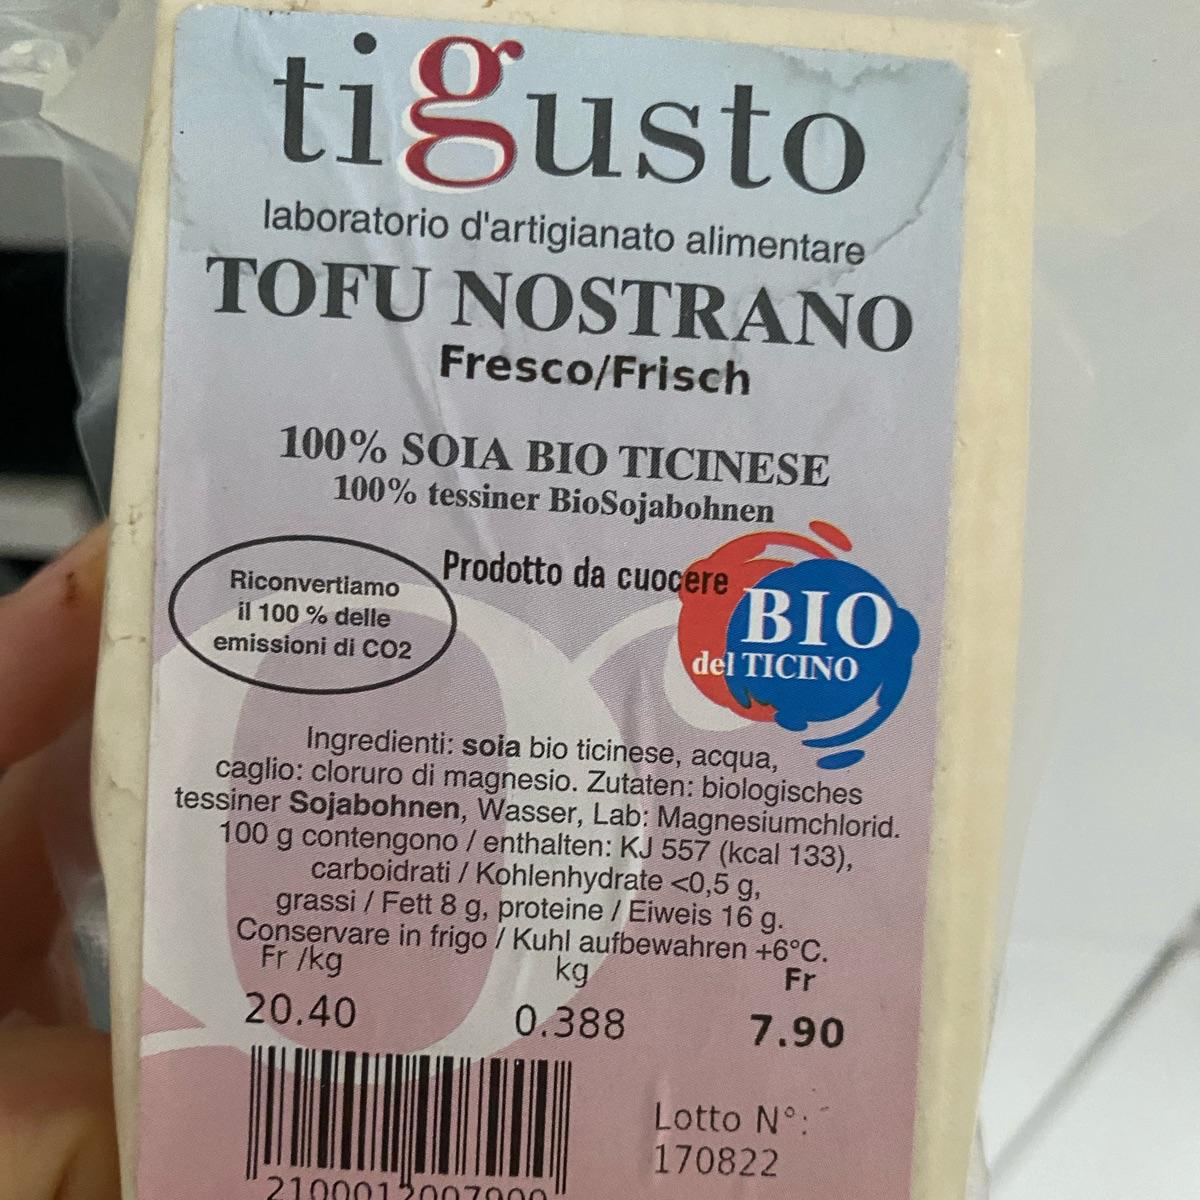 tigusto
laboratorio d'artigianato alimentare
TOFU NOSTRANO
Fresco/Frisch
100% SOIA BIO TICINESE
100% tessiner BioSojabohnen
Prodotto da cuocere
Riconvertiamo
il 100 % delle
emissioni di CO2
BIO
del TICINO
Ingredienti: soia bio ticinese, acqua,
caglio: cloruro di magnesio. Zutaten: biologisches
tessiner Sojabohnen, Wasser, Lab: Magnesiumchlorid.
100 g contengono / enthalten: KJ 557 (kcal 133),
carboidrati / Kohlenhydrate <0,5 g,
grassi / Fett 8 g, proteine / Eiweis 16 g.
Conservare in frigo / Kuhl aufbewahren +6°C.
Fr /kg kg Fr
20.40 0.388 7.90
Lotto N°:
170822